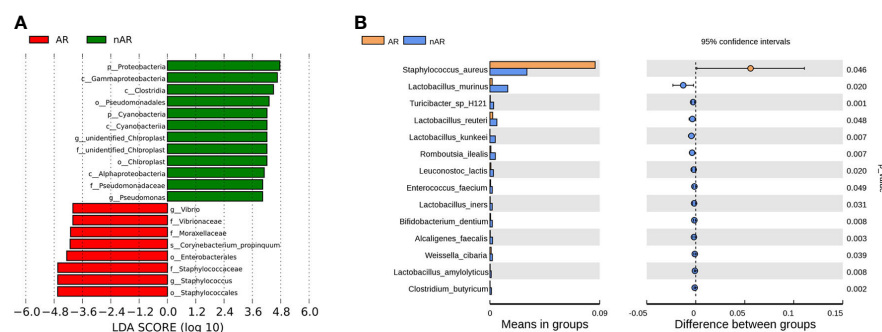 A
AR
nAR
p__Proteobacteria
c__Gammaproteobacteria
c__Clostridia
o__Pseudomonadales
p__Cyanobacteria
c__Cyanobacteriia
g__unidentified_Chloroplast
f__unidentified_Chloroplast
o__Chloroplast
c__Alphaproteobacteria
f__Pseudomonadaceae
g__Pseudomonas
g__Vibrio
f__Vibrionaceae
f__Moraxellaceae
s__Corynebacterium_propinquum
o__Enterobacterales
f__Staphylococcaceae
g__Staphylococcus
o__Staphylococcales
−6.0 −4.8 −3.6 −2.4 −1.2 0.0 1.2 2.4 3.6 4.8 6.0
LDA SCORE (log 10)
B
AR nAR
95% confidence intervals
Staphylococcus_aureus 0.046
Lactobacillus_murinus 0.020
Turicibacter_sp_H121 0.001
Lactobacillus_reuteri 0.048
Lactobacillus_kunkeei 0.007
Romboutsia_ilealis 0.007
Leuconostoc_lactis 0.020
Enterococcus_faecium 0.049
Lactobacillus_iners 0.031
Bifidobacterium_dentium 0.008
Alcaligenes_faecalis 0.003
Weissella_cibaria 0.039
Lactobacillus_amylolyticus 0.008
Clostridium_butyricum 0.002
0 0.09 -0.05 0 0.05 0.1 0.15
Means in groups
Difference between groups